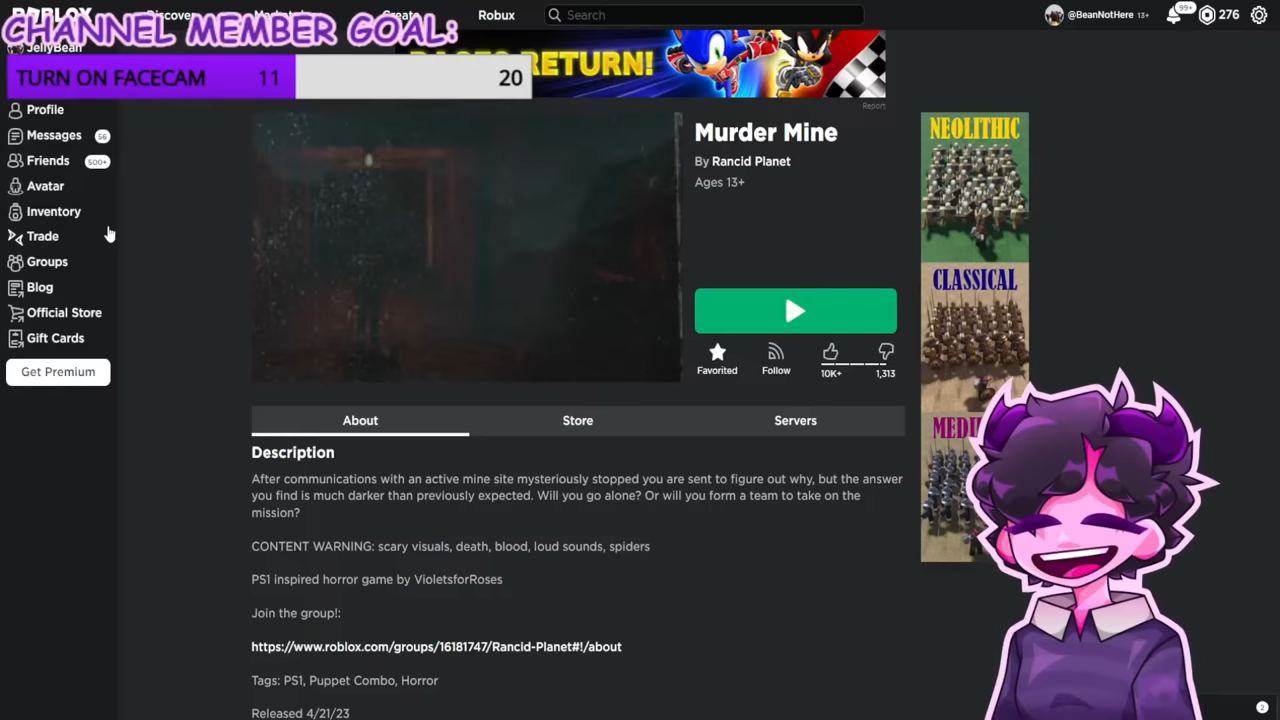 CHANNEL MEMBER GOAL:
Create
Robux
Search
@BeanNotHere 13+
99+
276
JellyBean
TURN ON FACECAM 11 20
RETURN!
Report
Profile
Messages 56
Friends 500+
Avatar
Inventory
Trade
Groups
Blog
Official Store
Gift Cards
Get Premium
Murder Mine
By Rancid Planet
Ages 13+
Favorited
Follow
10K+
1,313
NEOLITHIC
CLASSICAL
About
Store
Servers
Description
After communications with an active mine site mysteriously stopped you are sent to figure out why, but the answer
you find is much darker than previously expected. Will you go alone? Or will you form a team to take on the
mission?
CONTENT WARNING: scary visuals, death, blood, loud sounds, spiders
PS1 inspired horror game by VioletsforRoses
Join the group!:
https://www.roblox.com/groups/16181747/Rancid-Planet#!/about
Tags: PS1, Puppet Combo, Horror
Released 4/21/23
2